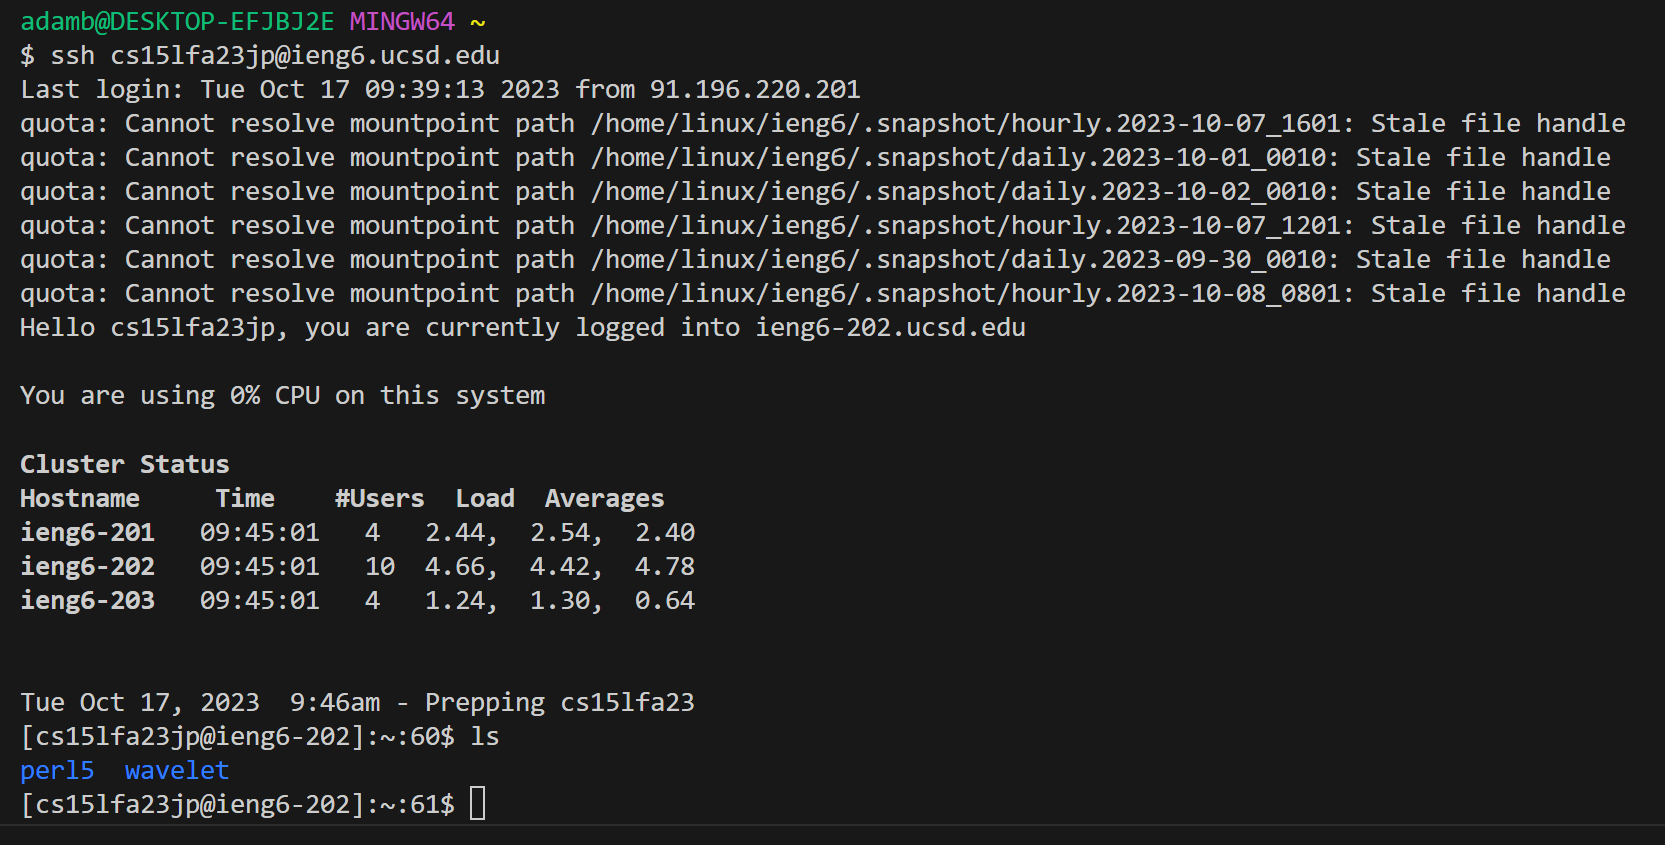 adamb@DESKTOP-EFJBJ2E MINGW64 ~
$ ssh cs15lfa23jp@ieng6.ucsd.edu
Last login: Tue Oct 17 09:39:13 2023 from 91.196.220.201
quota: Cannot resolve mountpoint path /home/linux/ieng6/.snapshot/hourly.2023-10-07_1601: Stale file handle
quota: Cannot resolve mountpoint path /home/linux/ieng6/.snapshot/daily.2023-10-01_0010: Stale file handle
quota: Cannot resolve mountpoint path /home/linux/ieng6/.snapshot/daily.2023-10-02_0010: Stale file handle
quota: Cannot resolve mountpoint path /home/linux/ieng6/.snapshot/hourly.2023-10-07_1201: Stale file handle
quota: Cannot resolve mountpoint path /home/linux/ieng6/.snapshot/daily.2023-09-30_0010: Stale file handle
quota: Cannot resolve mountpoint path /home/linux/ieng6/.snapshot/hourly.2023-10-08_0801: Stale file handle
Hello cs15lfa23jp, you are currently logged into ieng6-202.ucsd.edu
You are using 0% CPU on this system
Cluster Status
Hostname     Time    #Users  Load  Averages
ieng6-201   09:45:01   4   2.44,  2.54,  2.40
ieng6-202   09:45:01   10  4.66,  4.42,  4.78
ieng6-203   09:45:01   4   1.24,  1.30,  0.64
Tue Oct 17, 2023  9:46am - Prepping cs15lfa23
[cs15lfa23jp@ieng6-202]:~:60$ ls
perl5  wavelet
[cs15lfa23jp@ieng6-202]:~:61$